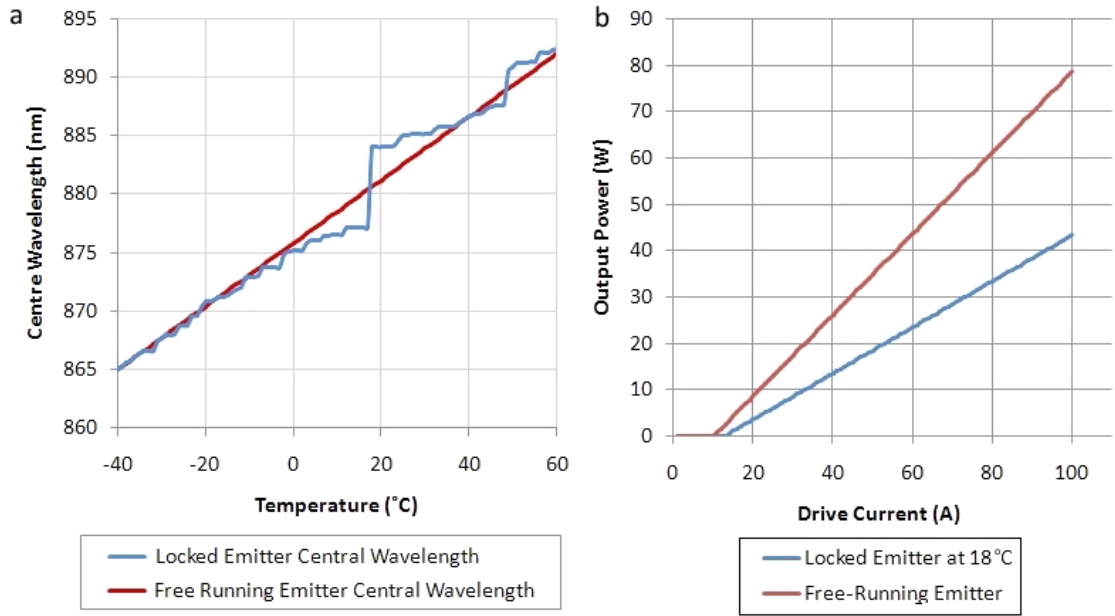 a
895
890
885
880
875
870
865
860
Centre Wavelength (nm)
-40 -20 0 20 40 60
Temperature (˚C)
Locked Emitter Central Wavelength
Free Running Emitter Central Wavelength
b
90
80
70
60
50
40
30
20
10
0
Output Power (W)
0 20 40 60 80 100
Drive Current (A)
Locked Emitter at 18˚C
Free-Running Emitter